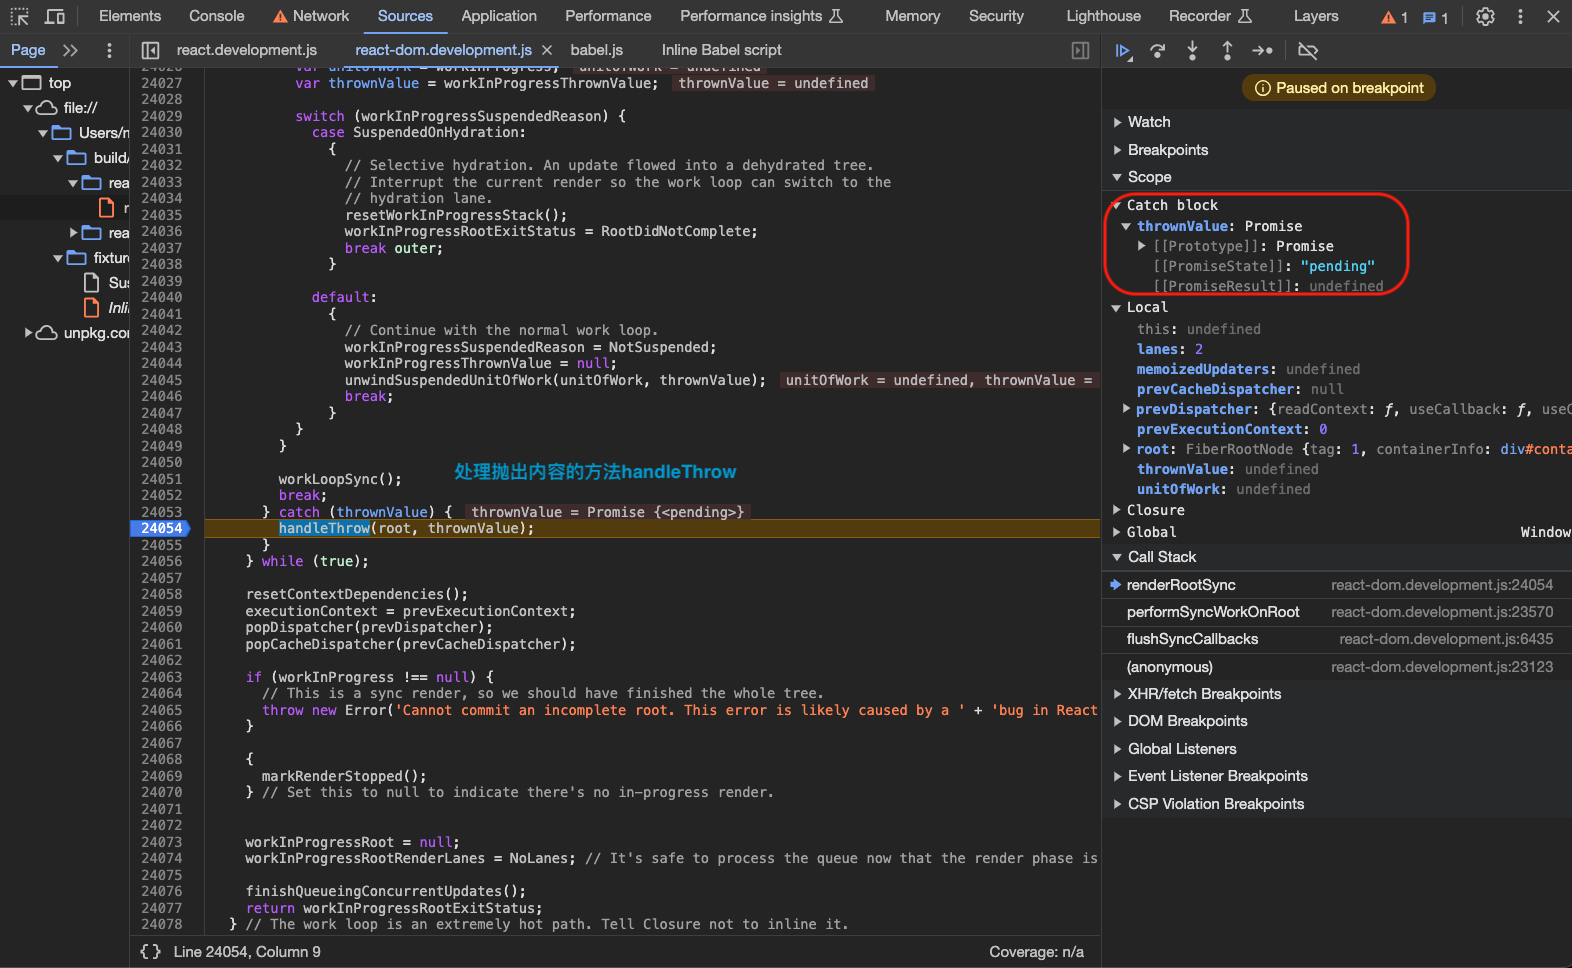 Elements Console Network Sources Application Performance Performance insights Memory Security Lighthouse Recorder Layers 1 1
Page react.development.js react-dom.development.js babel.js Inline Babel script
top
file://
Users/
build/
rea
rea
fixture
Sus
Inli
unpkg.co
24027 var thrownValue = workInProgressThrownValue; thrownValue = undefined
24028
24029 switch (workInProgressSuspendedReason) {
24030 case SuspendedOnHydration:
24031 {
24032 // Selective hydration. An update flowed into a dehydrated tree.
24033 // Interrupt the current render so the work loop can switch to the
24034 // hydration lane.
24035 resetWorkInProgressStack();
24036 workInProgressRootExitStatus = RootDidNotComplete;
24037 break outer;
24038 }
24039
24040 default:
24041 {
24042 // Continue with the normal work loop.
24043 workInProgressSuspendedReason = NotSuspended;
24044 workInProgressThrownValue = null;
24045 unwindSuspendedUnitOfWork(unitOfWork, thrownValue); unitOfWork = undefined, thrownValue =
24046 break;
24047 }
24048 }
24049 }
24050
24051 workLoopSync();
处理抛出内容的方法handleThrow
24052 break;
24053 } catch (thrownValue) { thrownValue = Promise {<pending>}
24054 handleThrow(root, thrownValue);
24055 }
24056 } while (true);
24057
24058 resetContextDependencies();
24059 executionContext = prevExecutionContext;
24060 popDispatcher(prevDispatcher);
24061 popCacheDispatcher(prevCacheDispatcher);
24062
24063 if (workInProgress !== null) {
24064 // This is a sync render, so we should have finished the whole tree.
24065 throw new Error('Cannot commit an incomplete root. This error is likely caused by a ' + 'bug in React
24066 }
24067
24068 {
24069 markRenderStopped();
24070 } // Set this to null to indicate there's no in-progress render.
24071
24072
24073 workInProgressRoot = null;
24074 workInProgressRootRenderLanes = NoLanes; // It's safe to process the queue now that the render phase is
24075
24076 finishQueueingConcurrentUpdates();
24077 return workInProgressRootExitStatus;
24078 } // The work loop is an extremely hot path. Tell Closure not to inline it.
{} Line 24054, Column 9 Coverage: n/a
Paused on breakpoint
Watch
Breakpoints
Scope
Catch block
thrownValue: Promise
[[Prototype]]: Promise
[[PromiseState]]: "pending"
[[PromiseResult]]: undefined
Local
this: undefined
lanes: 2
memoizedUpdaters: undefined
prevCacheDispatcher: null
prevDispatcher: {readContext: ƒ, useCallback: ƒ, useC
prevExecutionContext: 0
root: FiberRootNode {tag: 1, containerInfo: div#conta
thrownValue: undefined
unitOfWork: undefined
Closure
Global Window
Call Stack
renderRootSync react-dom.development.js:24054
performSyncWorkOnRoot react-dom.development.js:23570
flushSyncCallbacks react-dom.development.js:6435
(anonymous) react-dom.development.js:23123
XHR/fetch Breakpoints
DOM Breakpoints
Global Listeners
Event Listener Breakpoints
CSP Violation Breakpoints